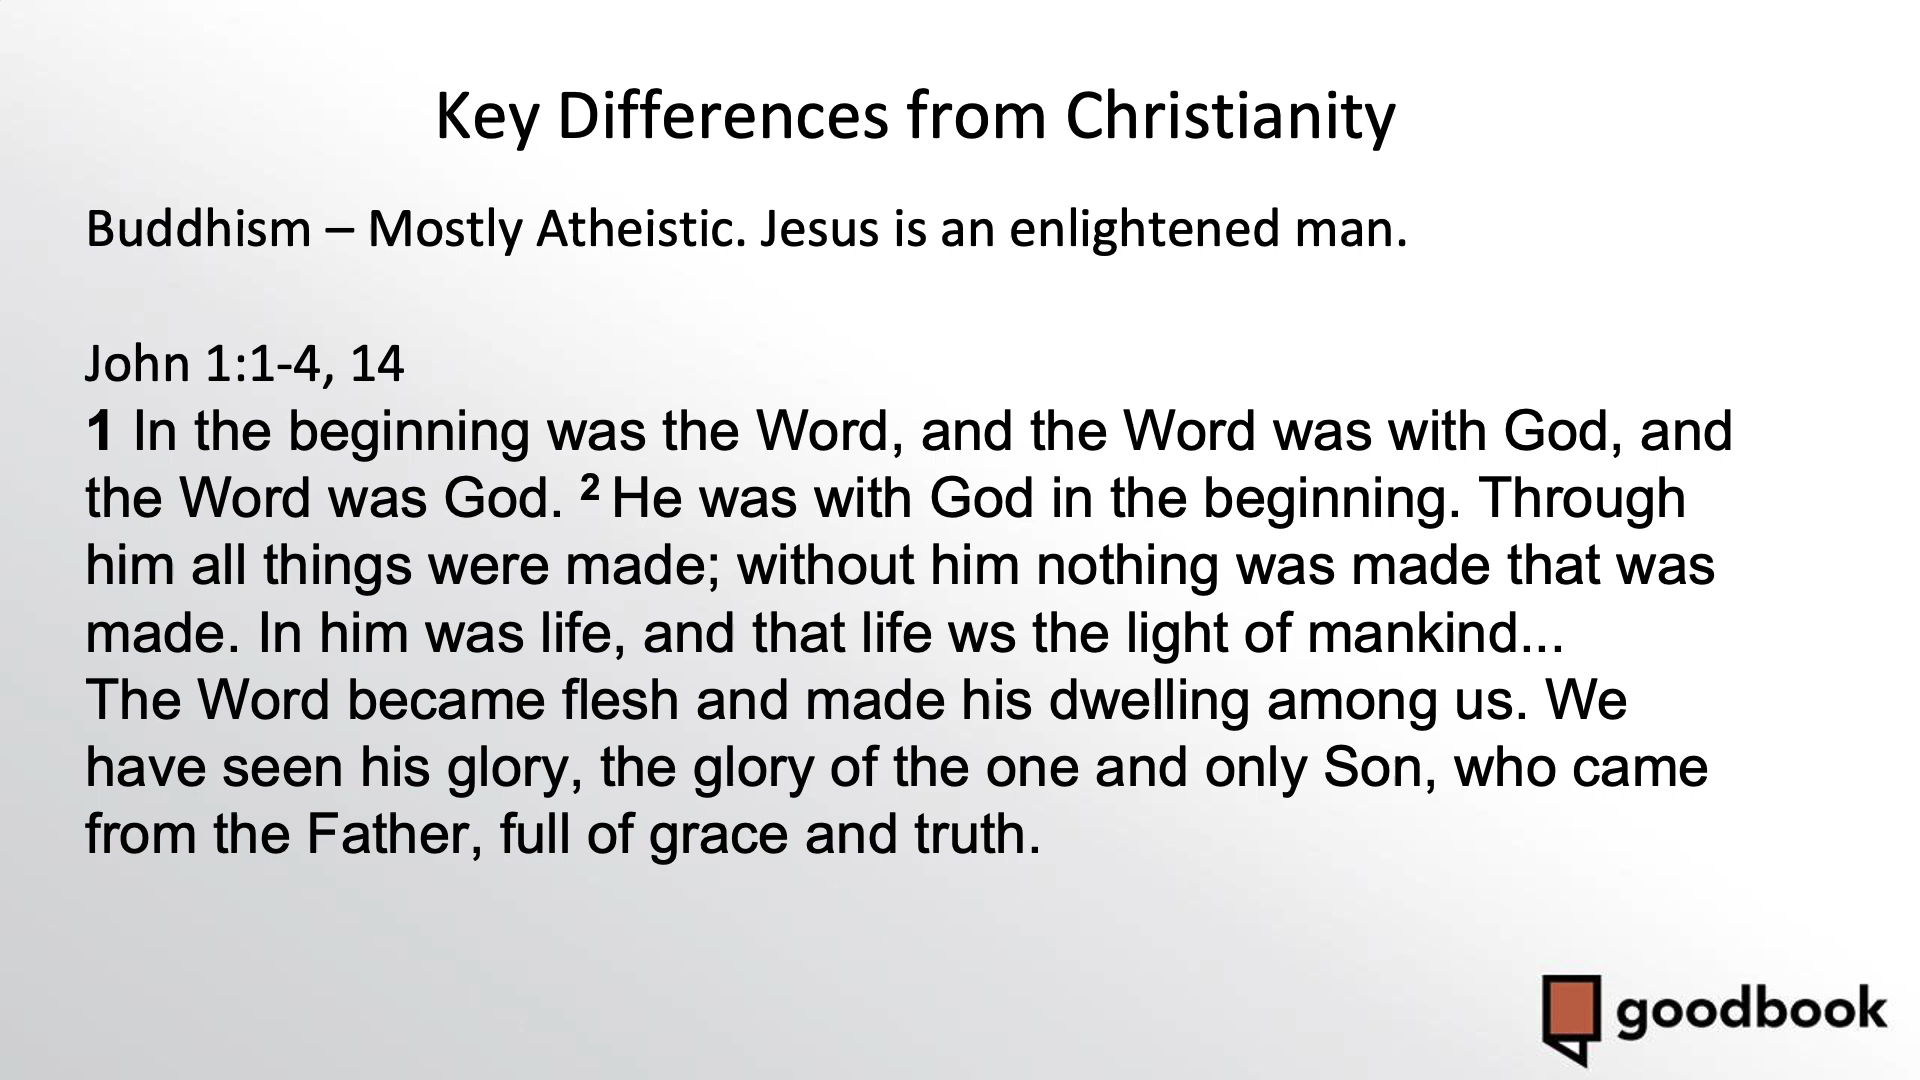 Key Differences from Christianity
Buddhism – Mostly Atheistic. Jesus is an enlightened man.
John 1:1-4, 14
1 In the beginning was the Word, and the Word was with God, and
the Word was God. 2 He was with God in the beginning. Through
him all things were made; without him nothing was made that was
made. In him was life, and that life ws the light of mankind...
The Word became flesh and made his dwelling among us. We
have seen his glory, the glory of the one and only Son, who came
from the Father, full of grace and truth.
goodbook